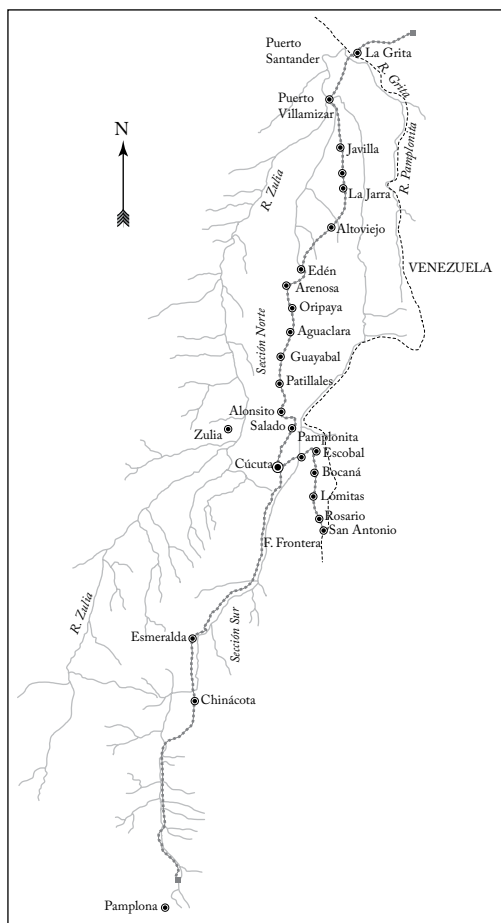 Puerto
Santander
La Grita
R. Grita
Puerto
Villamizar
N
Javilla
R. Pamplonita
R. Zulia
La Jarra
Altoviejo
VENEZUELA
Edén
Arenosa
Oripaya
Sección Norte
Aguaclara
Guayabal
Patillales
Alonsito
Salado
Zulia
Pamplonita
Escobal
Cúcuta
Bocaná
Lomitas
Rosario
San Antonio
F. Frontera
R. Zulia
Esmeralda
Sección Sur
Chinácota
Pamplona